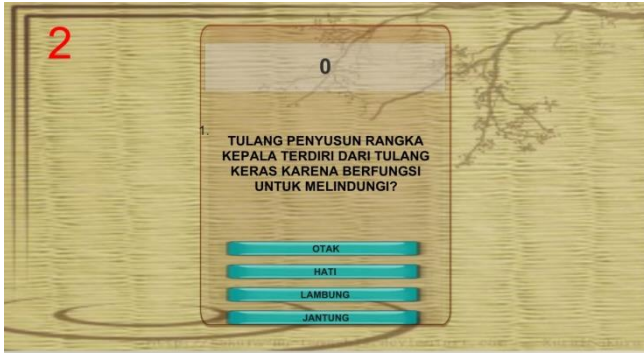 2
0
1.
TULANG PENYUSUN RANGKA
KEPALA TERDIRI DARI TULANG
KERAS KARENA BERFUNGSI
UNTUK MELINDUNGI?
OTAK
HATI
LAMBUNG
JANTUNG